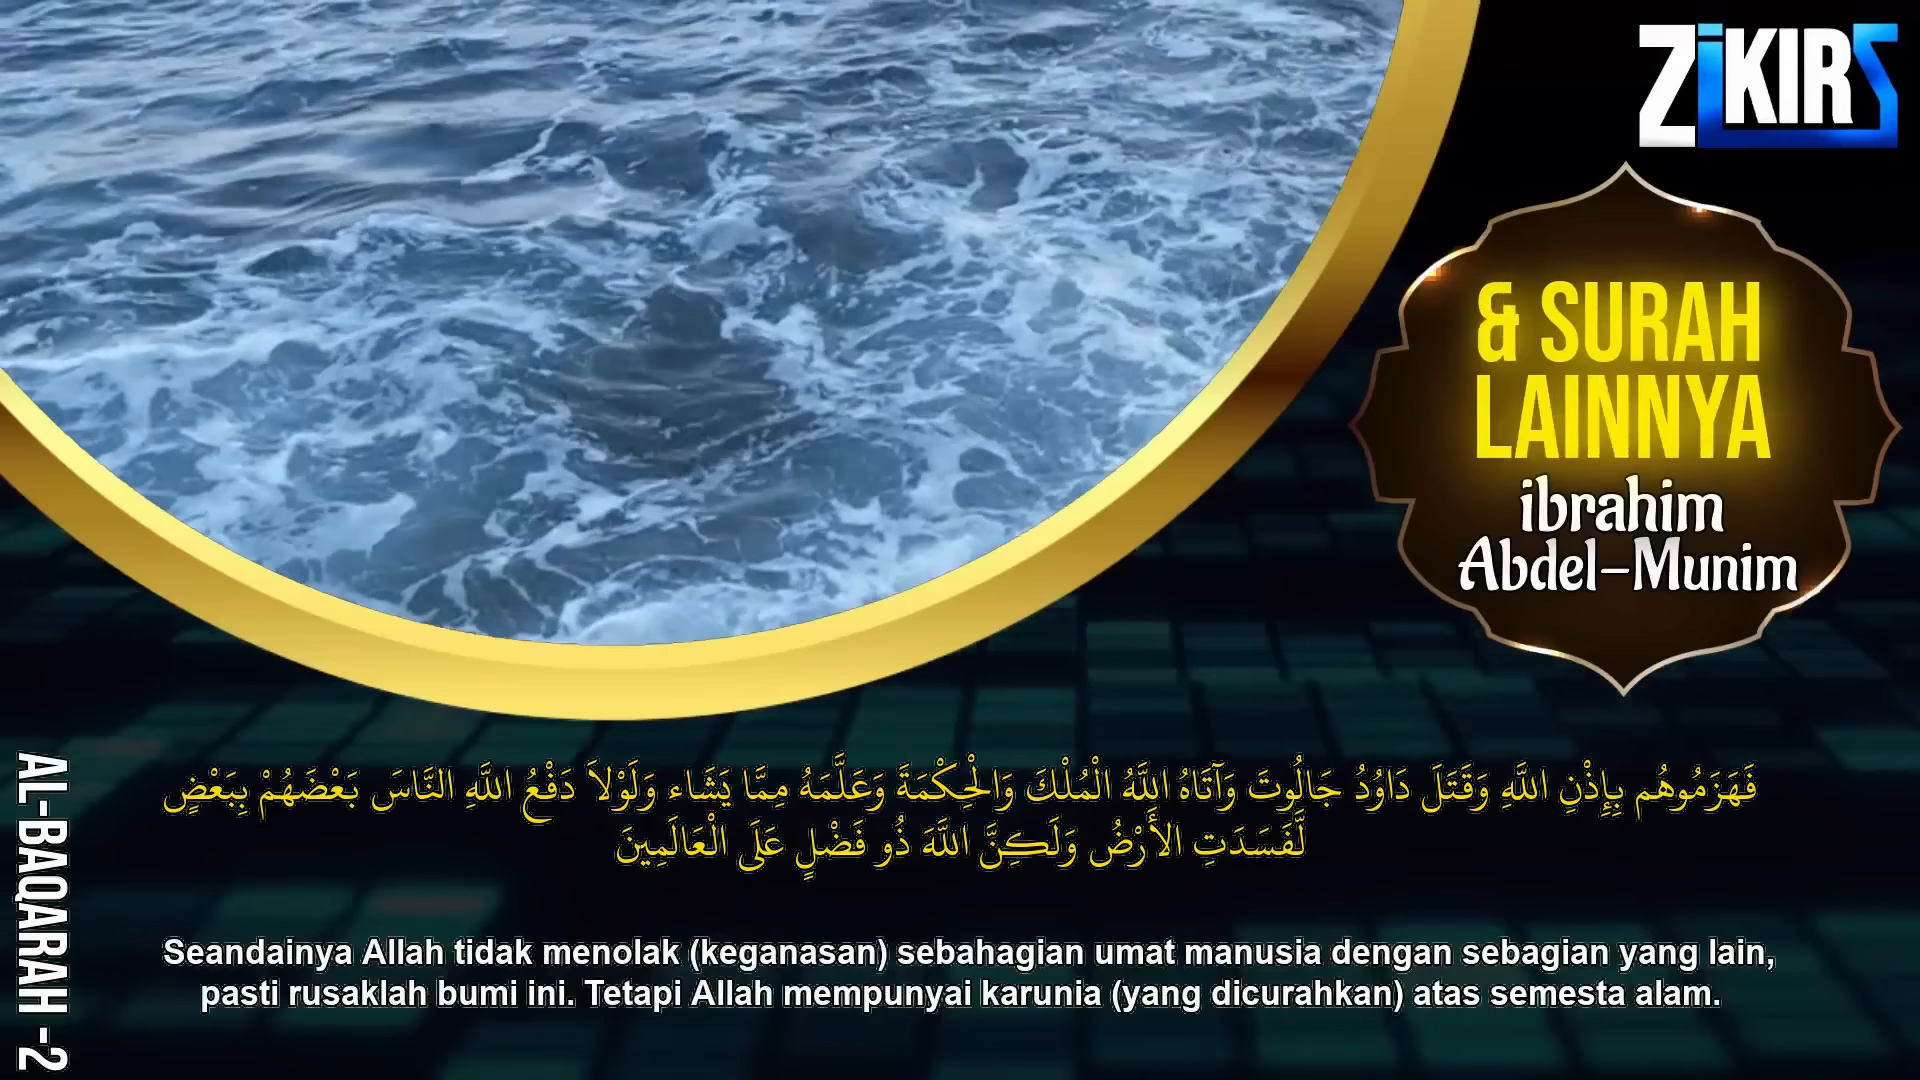 ZiKIRS
& SURAH
LAINNYA
ibrahim
Abdel-Munim
فَهَزَمُوهُم بِإِذْنِ اللَّهِ وَقَتَلَ دَاوُدُ جَالُوتَ وَآتَاهُ اللَّهُ الْمُلْكَ وَالْحِكْمَةَ وَعَلَّمَهُ مِمَّا يَشَاء وَلَوْلاَ دَفْعُ اللَّهِ النَّاسَ بَعْضَهُمْ بِبَعْضٍ
لَّفَسَدَتِ الأَرْضُ وَلَكِنَّ اللَّهَ ذُو فَضْلٍ عَلَى الْعَالَمِينَ
Seandainya Allah tidak menolak (keganasan) sebahagian umat manusia dengan sebagian yang lain,
pasti rusaklah bumi ini. Tetapi Allah mempunyai karunia (yang dicurahkan) atas semesta alam.
AL-BAQARAH -2